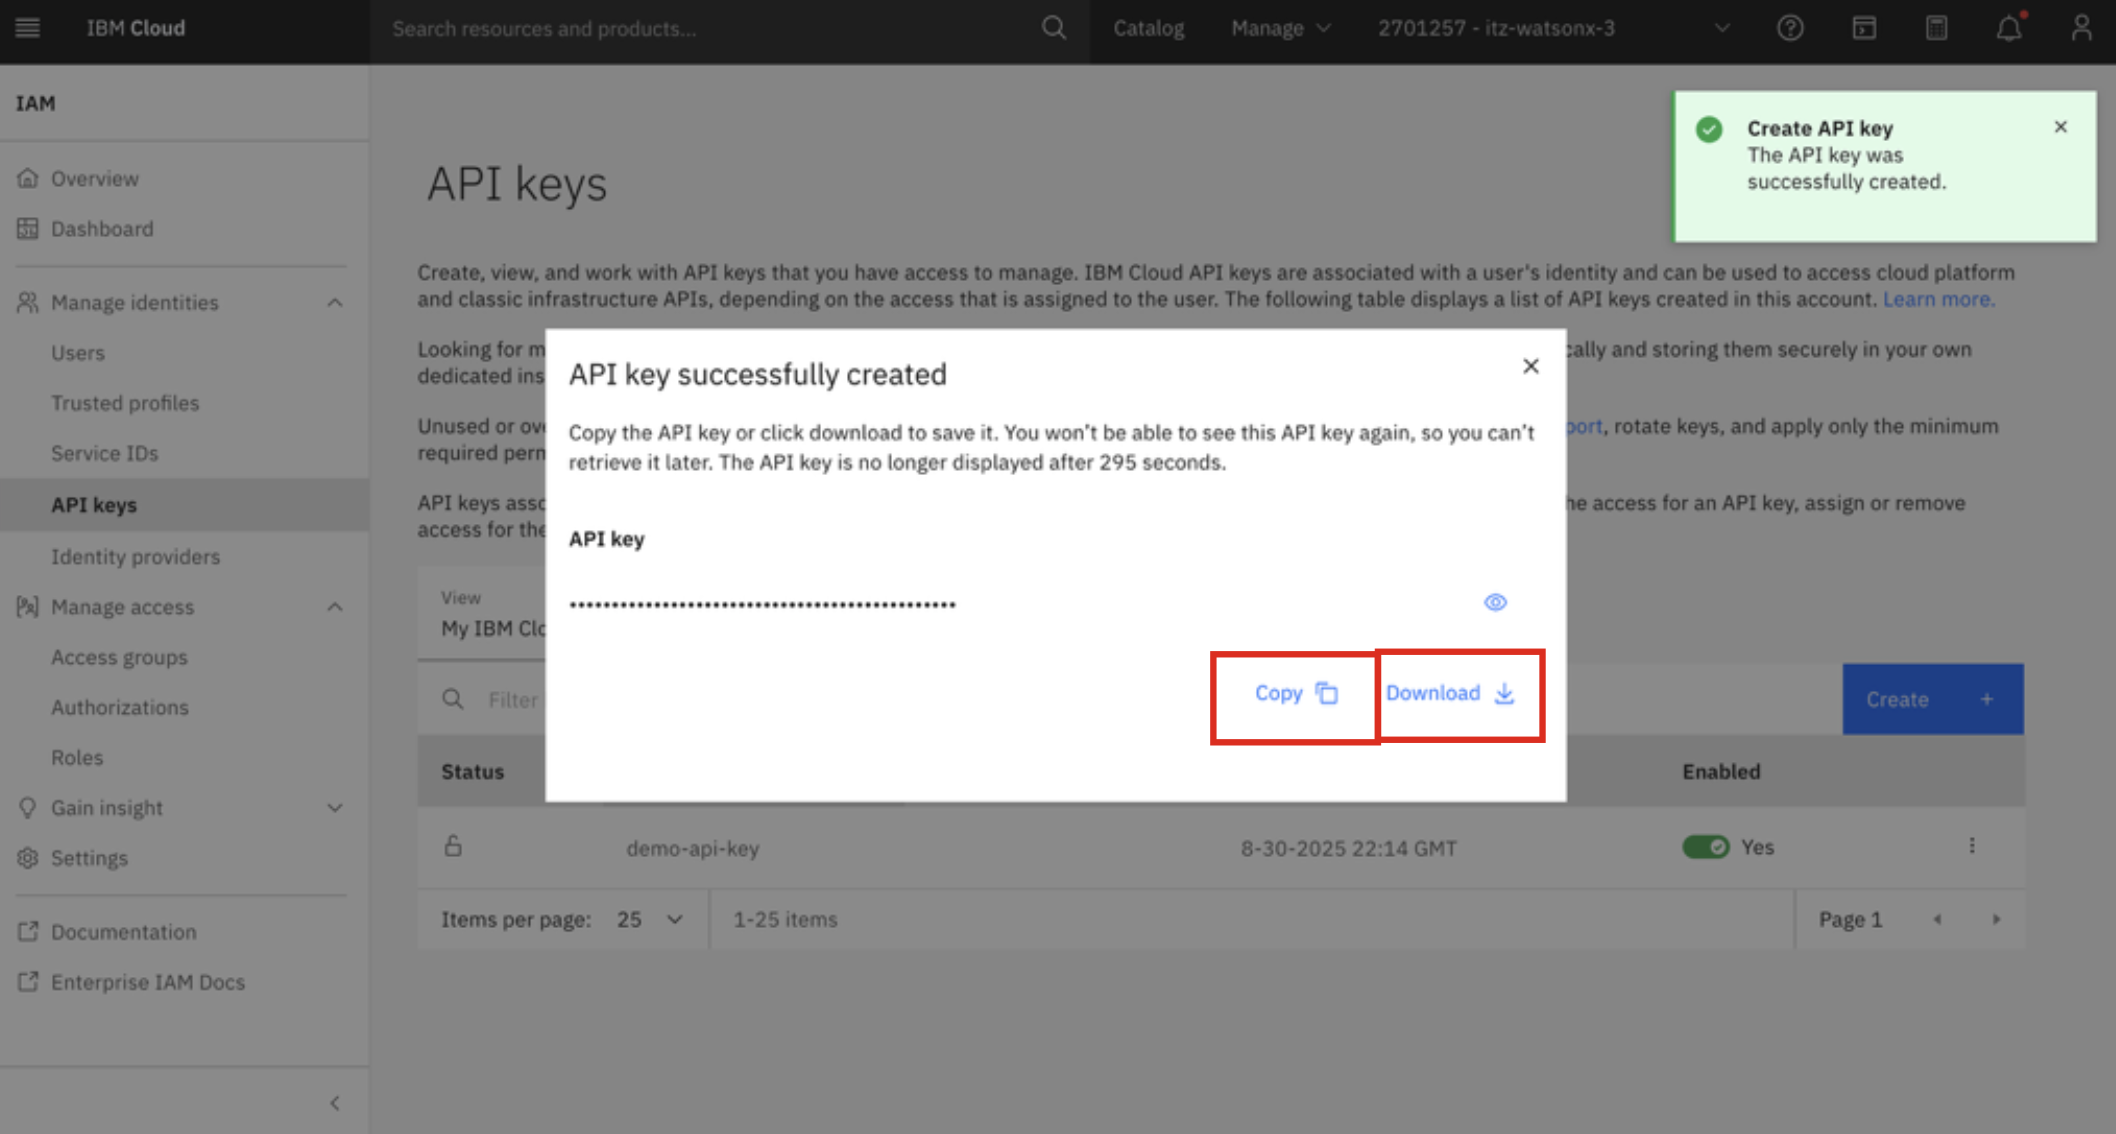 IBM Cloud
Search resources and products...
Catalog
Manage
2701257 - itz-watsonx-3
IAM
Overview
Dashboard
Manage identities
Users
Trusted profiles
Service IDs
API keys
Identity providers
Manage access
Access groups
Authorizations
Roles
Gain insight
Settings
Documentation
Enterprise IAM Docs
Create API key
The API key was
successfully created.
API keys
Create, view, and work with API keys that you have access to manage. IBM Cloud API keys are associated with a user's identity and can be used to access cloud platform
and classic infrastructure APIs, depending on the access that is assigned to the user. The following table displays a list of API keys created in this account. Learn more.
Looking for m
cally and storing them securely in your own
dedicated ins
Unused or ov
port, rotate keys, and apply only the minimum
required perm
API keys asso
he access for an API key, assign or remove
access for the
API key successfully created
Copy the API key or click download to save it. You won't be able to see this API key again, so you can't
retrieve it later. The API key is no longer displayed after 295 seconds.
API key
Copy
Download
View
My IBM Clo
Filter
Create +
Status
Enabled
demo-api-key
8-30-2025 22:14 GMT
Yes
Items per page: 25
1-25 items
Page 1